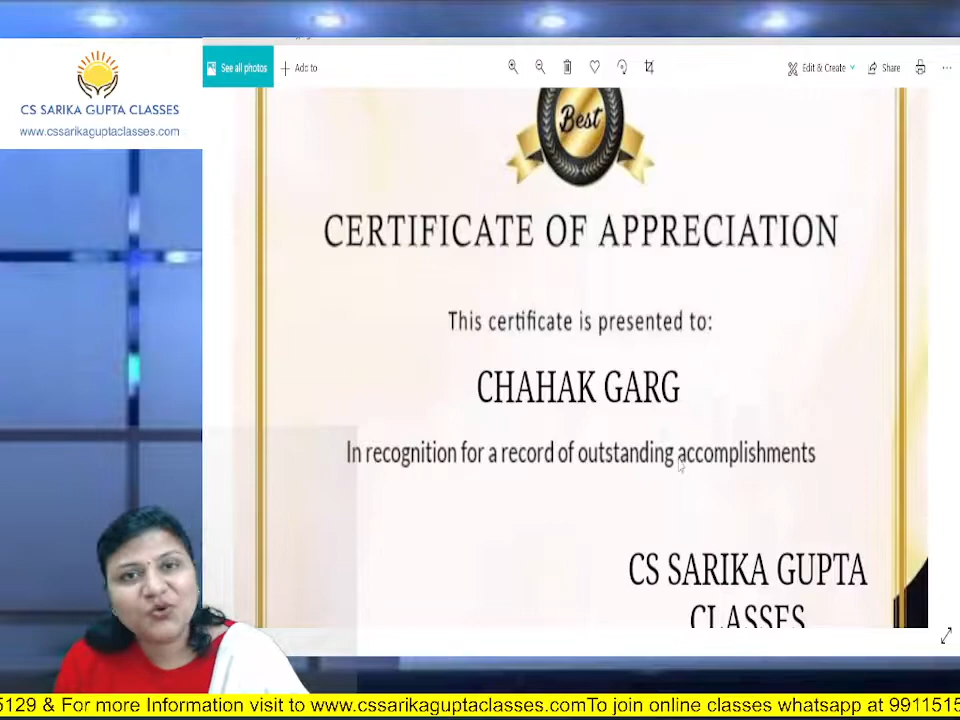 See all photos
Add to
Edit & Create
Share
CS SARIKA GUPTA CLASSES
www.cssarikaguptaclasses.com
Best
CERTIFICATE OF APPRECIATION
This certificate is presented to:
CHAHAK GARG
In recognition for a record of outstanding accomplishments
CS SARIKA GUPTA
CLASSES
5129 & For more Information visit to www.cssarikaguptaclasses.comTo join online classes whatsapp at 9911515